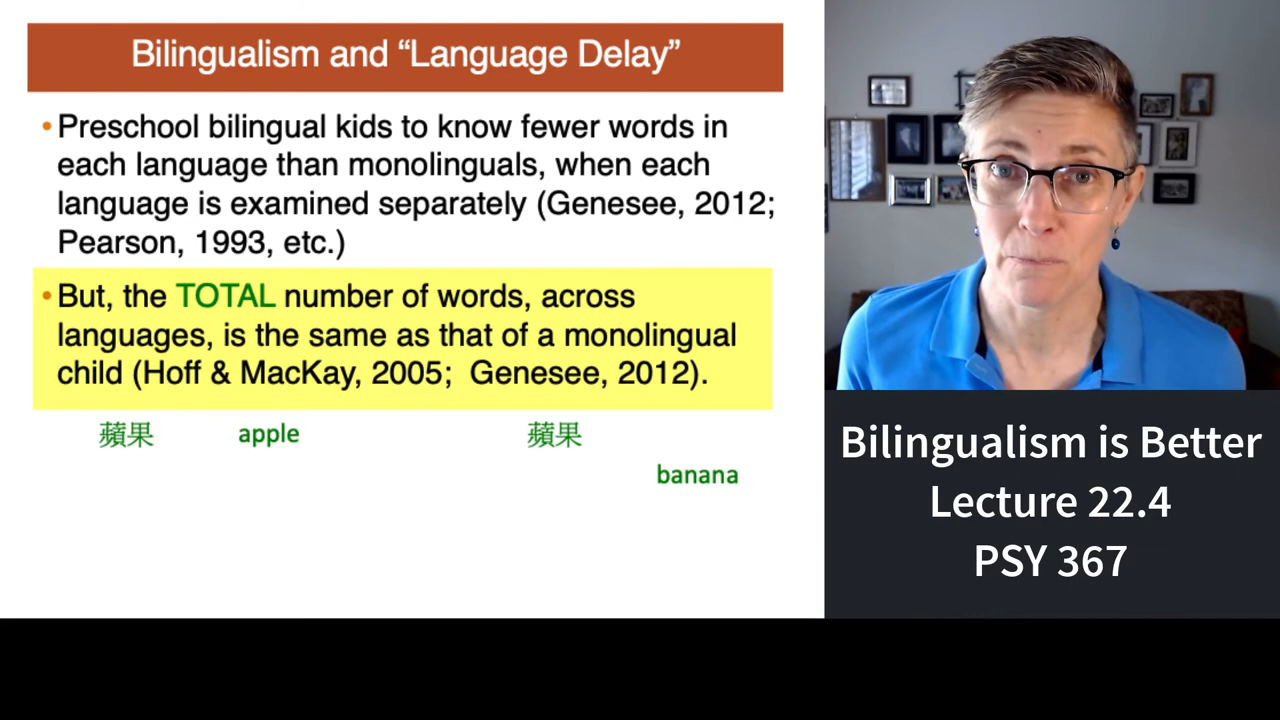 Bilingualism and “Language Delay”
•Preschool bilingual kids to know fewer words in
each language than monolinguals, when each
language is examined separately (Genesee, 2012;
Pearson, 1993, etc.)
•But, the TOTAL number of words, across
languages, is the same as that of a monolingual
child (Hoff & MacKay, 2005; Genesee, 2012).
蘋果 apple 蘋果
banana
Bilingualism is Better
Lecture 22.4
PSY 367